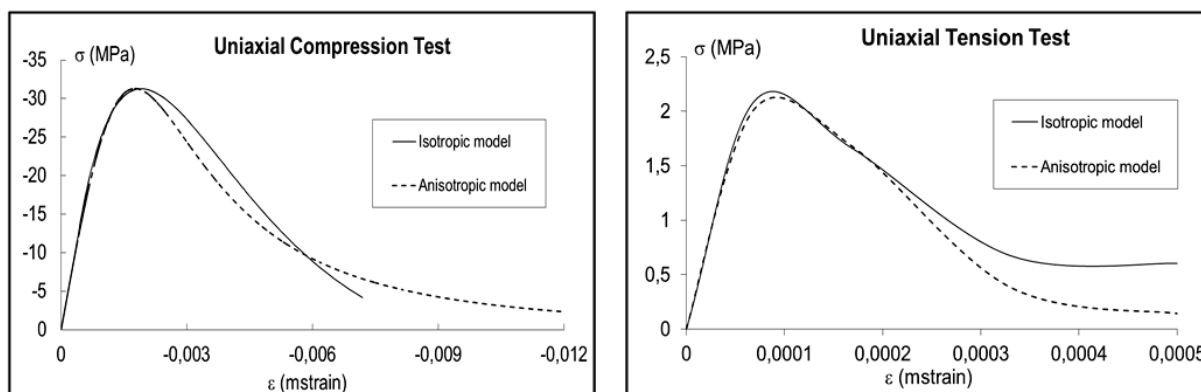 Uniaxial Compression Test
σ (MPa)
-35
-30
-25
-20
-15
-10
-5
0
Isotropic model
Anisotropic model
0 -0,003 -0,006 -0,009 -0,012
ε (mstrain)
Uniaxial Tension Test
σ (MPa)
2,5
2
1,5
1
0,5
0
Isotropic model
Anisotropic model
0 0,0001 0,0002 0,0003 0,0004 0,0005
ε (mstrain)